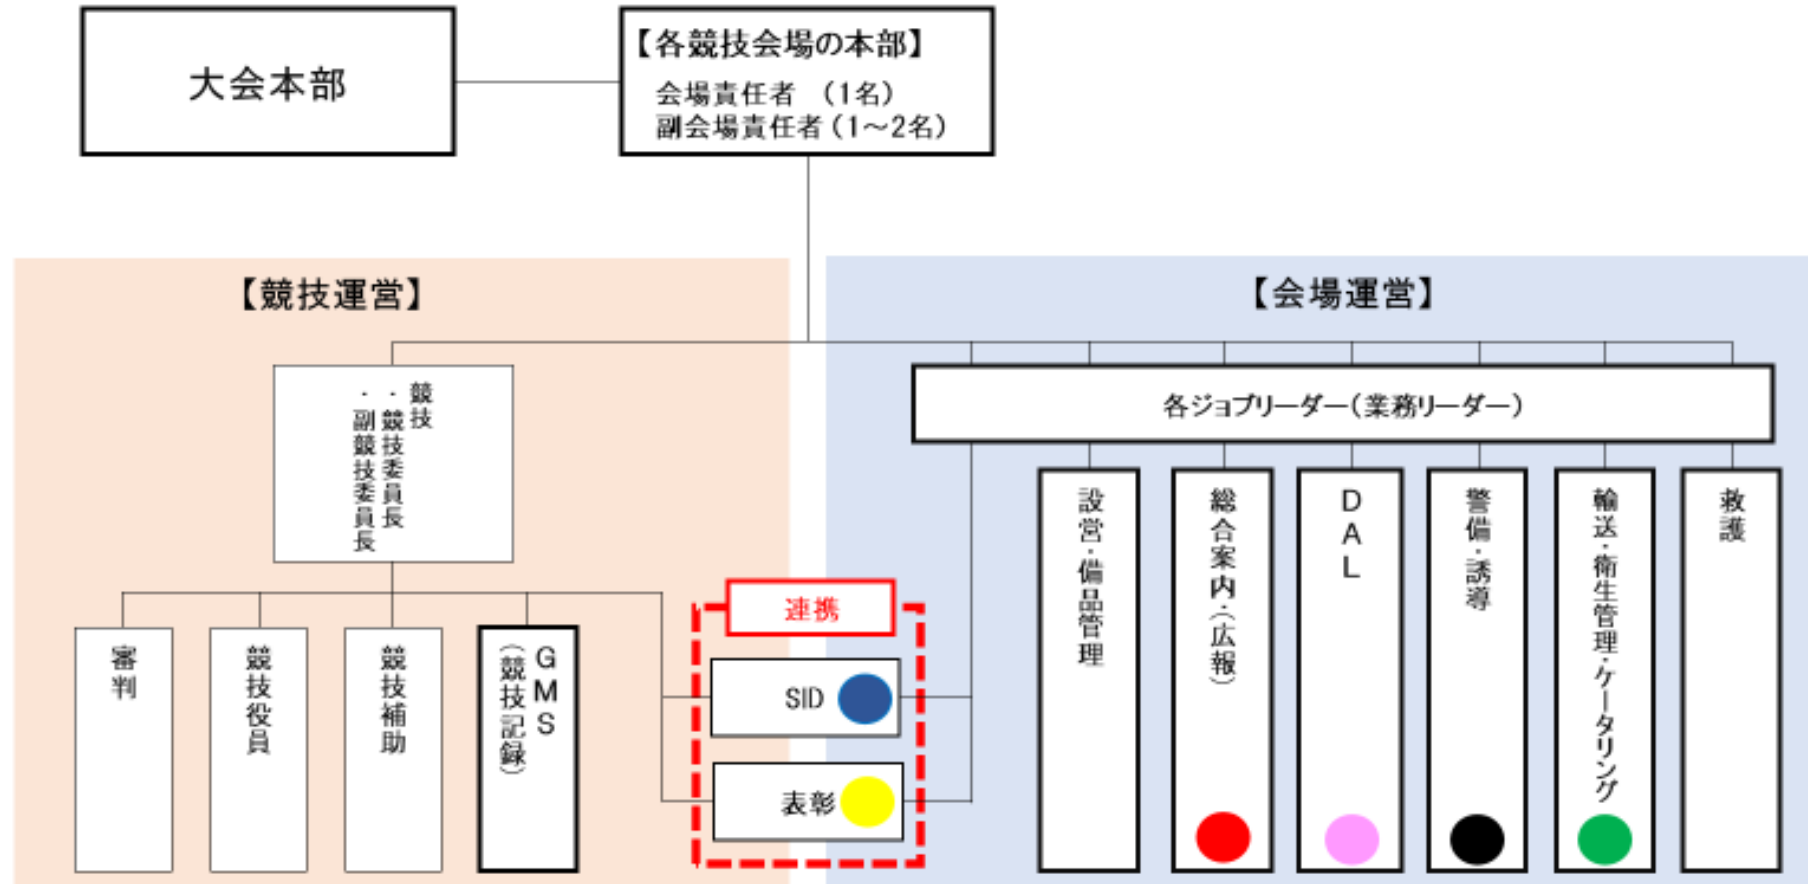 大会本部
【各競技会場の本部】
会場責任者 (1名)
副会場責任者(1~2名)
【競技運営】
【会場運営】
競技
・競技委員長
・副競技委員長
各ジョブリーダー(業務リーダー)
審判
競技役員
競技補助
GMS
(競技記録)
連携
SID
表彰
設営・備品管理
総合案内・(広報)
DAL
警備・誘導
輸送・衛生管理・ケータリング
救護